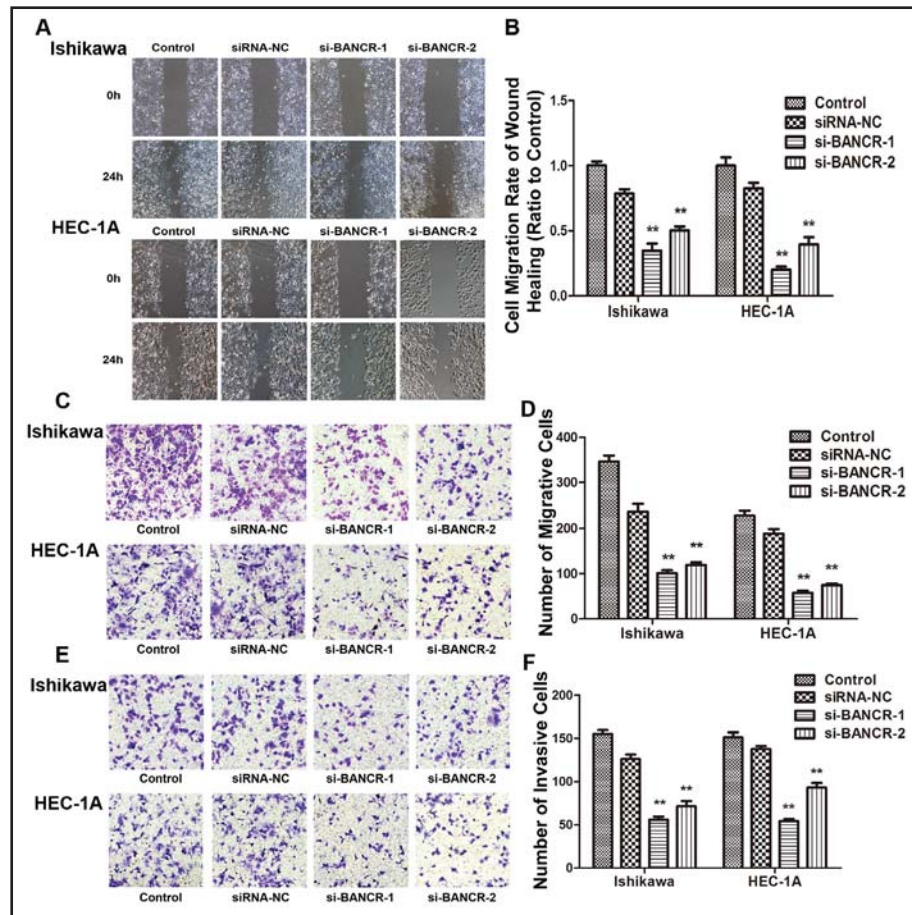 A
Ishikawa
Control siRNA-NC si-BANCR-1 si-BANCR-2
0h
24h
HEC-1A
Control siRNA-NC si-BANCR-1 si-BANCR-2
0h
24h
B
Cell Migration Rate of Wound
Healing (Ratio to Control)
1.5
1.0
0.5
0.0
Control
siRNA-NC
si-BANCR-1
si-BANCR-2
** ** ** **
Ishikawa HEC-1A
C
Ishikawa
Control siRNA-NC si-BANCR-1 si-BANCR-2
HEC-1A
Control siRNA-NC si-BANCR-1 si-BANCR-2
D
Number of Migrative Cells
400
300
200
100
0
Control
siRNA-NC
si-BANCR-1
si-BANCR-2
** ** ** **
Ishikawa HEC-1A
E
Ishikawa
Control siRNA-NC si-BANCR-1 si-BANCR-2
HEC-1A
Control siRNA-NC si-BANCR-1 si-BANCR-2
F
Number of Invasive Cells
200
150
100
50
0
Control
siRNA-NC
si-BANCR-1
si-BANCR-2
** ** ** **
Ishikawa HEC-1A